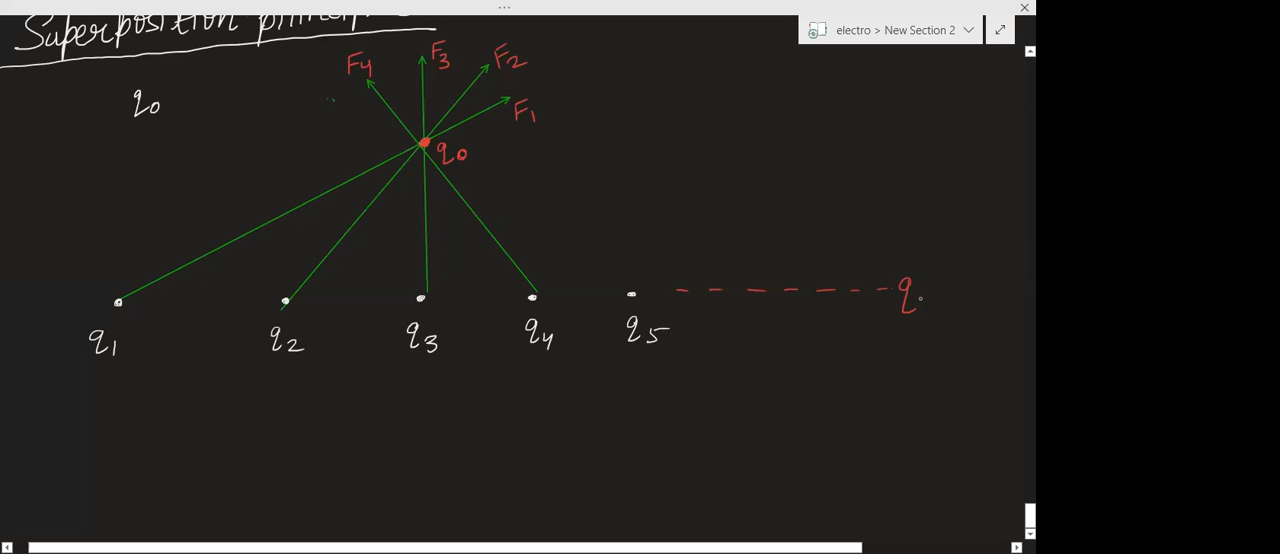 Superposition
electro > New Section 2
F4 F3 F2
F1
q0
q0
q
q1 q2 q3 q4 q5